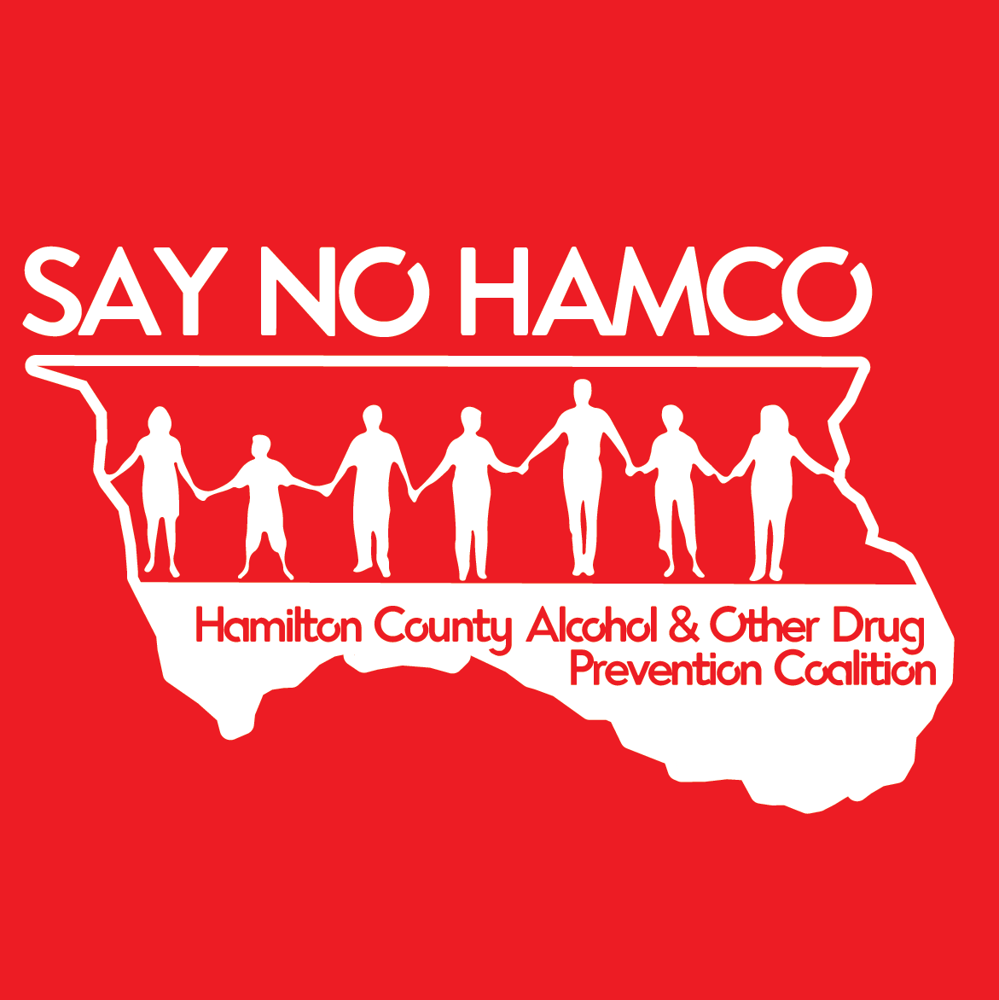 SAY NO HAMCO
Hamilton County Alcohol & Other Drug
Prevention Coalition